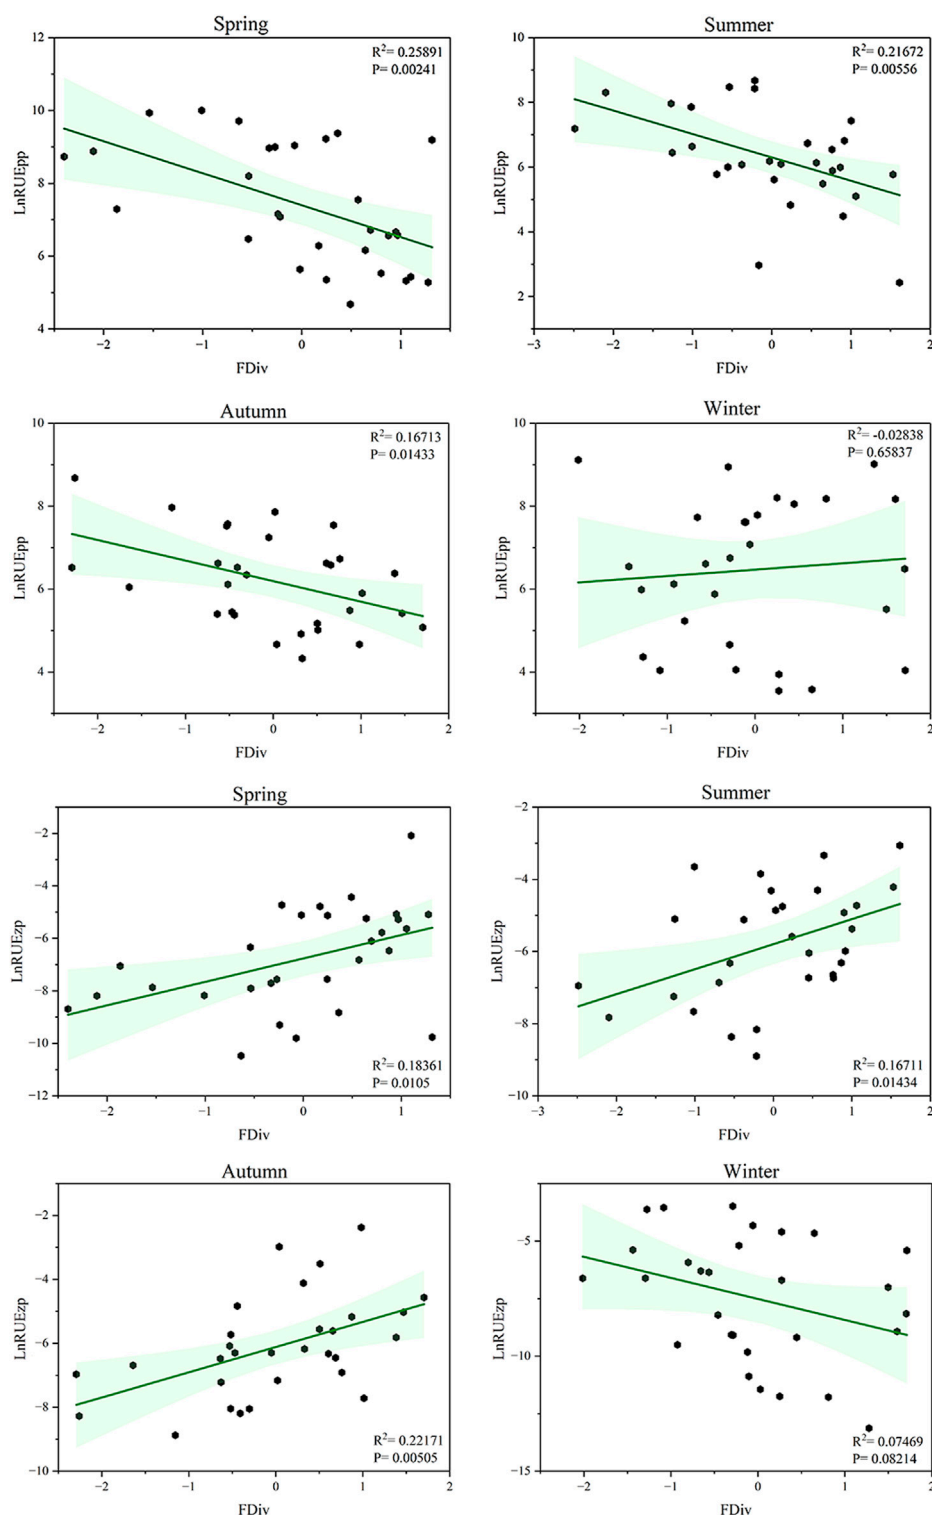 Spring
R²= 0.25891
P= 0.00241
12
10
8
6
4
LnRUEpp
−2
−1
0
1
FDiv
Summer
R²= 0.21672
P= 0.00556
10
8
6
4
2
LnRUEpp
−3
−2
−1
0
1
2
FDiv
Autumn
R²= 0.16713
P= 0.01433
10
8
6
4
LnRUEpp
−2
−1
0
1
2
FDiv
Winter
R²= -0.02838
P= 0.65837
10
8
6
4
LnRUEpp
−2
−1
0
1
2
FDiv
Spring
−2
−4
−6
−8
−10
−12
LnRUEzp
R²= 0.18361
P= 0.0105
−2
−1
0
1
FDiv
Summer
−2
−4
−6
−8
−10
LnRUEzp
R²= 0.16711
P= 0.01434
−3
−2
−1
0
1
2
FDiv
Autumn
−2
−4
−6
−8
−10
LnRUEzp
R²= 0.22171
P= 0.00505
−2
−1
0
1
2
FDiv
Winter
−5
−10
−15
LnRUEzp
R²= 0.07469
P= 0.08214
−2
−1
0
1
2
FDiv